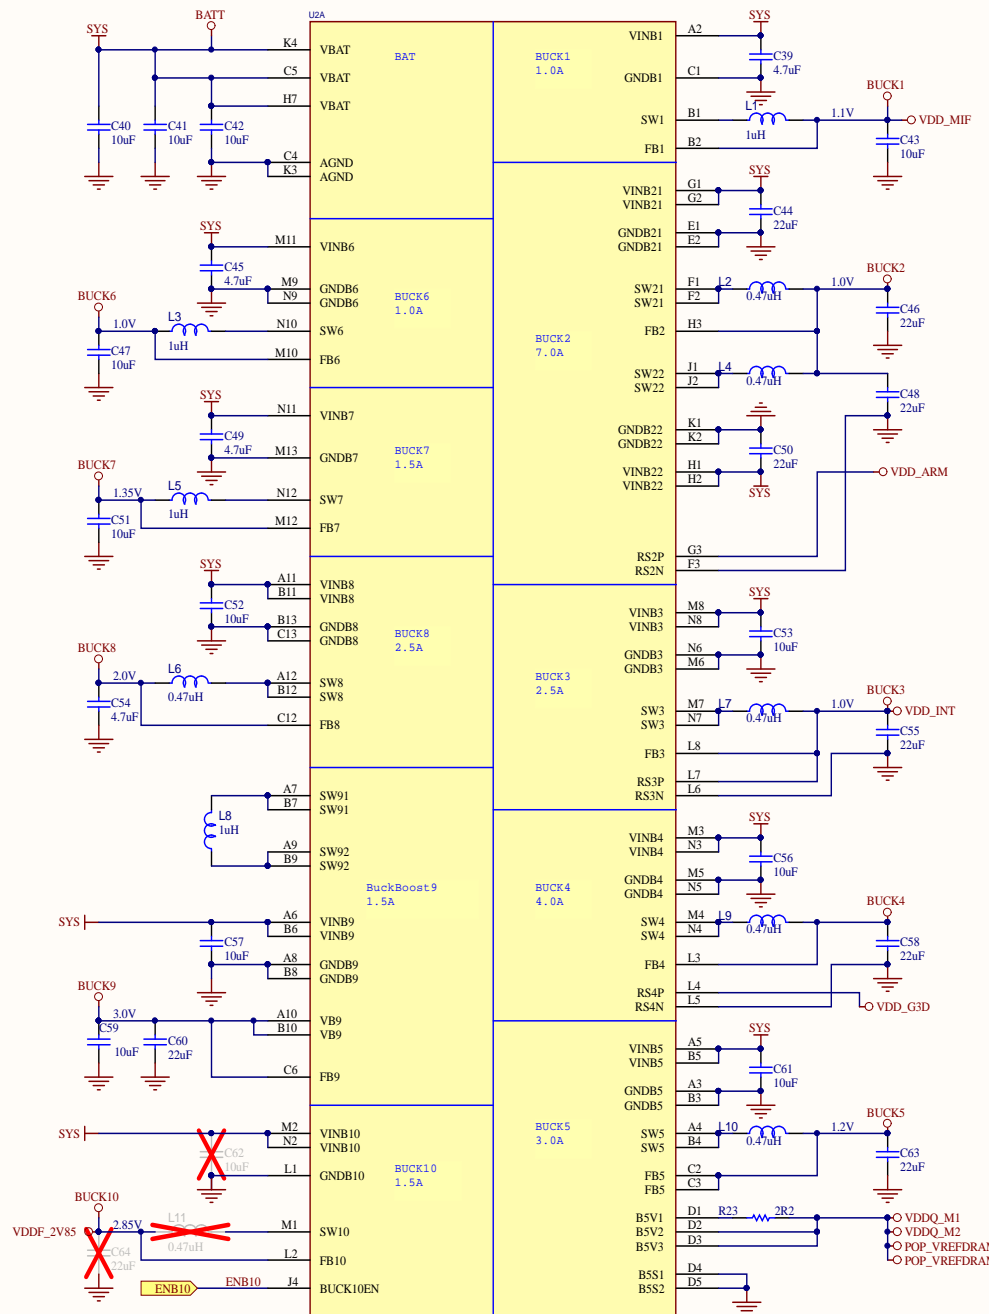 U2A
SYS
BATT
K4 VBAT
C5 VBAT
H7 VBAT
C40
10uF
C41
10uF
C42
10uF
C4 AGND
K3 AGND
BAT
SYS
M11 VINB6
C45
4.7uF
M9 GNDB6
N9 GNDB6
BUCK6
1.0A
BUCK6
1.0V
L3
1uH
N10 SW6
C47
10uF
M10 FB6
SYS
N11 VINB7
C49
4.7uF
M13 GNDB7
BUCK7
1.5A
BUCK7
1.35V
L5
1uH
N12 SW7
C51
10uF
M12 FB7
SYS
A11 VINB8
B11 VINB8
C52
10uF
B13 GNDB8
C13 GNDB8
BUCK8
2.5A
BUCK8
2.0V
L6
0.47uH
A12 SW8
B12 SW8
C54
4.7uF
C12 FB8
A7 SW91
B7 SW91
L8
1uH
A9 SW92
B9 SW92
BuckBoost9
1.5A
SYS
A6 VINB9
B6 VINB9
C57
10uF
A8 GNDB9
B8 GNDB9
BUCK9
3.0V
A10 VB9
B10 VB9
C59
10uF
C60
22uF
C6 FB9
SYS
M2 VINB10
N2 VINB10
C62
10uF
L1 GNDB10
BUCK10
1.5A
BUCK10
VDDF_2V85
2.85V
L11
0.47uH
M1 SW10
C64
22uF
L2 FB10
ENB10
ENB10
J4 BUCK10EN
BUCK1
1.0A
VINB1 A2
SYS
C39
4.7uF
GNDB1 C1
SW1 B1
L1
1uH
1.1V
BUCK1
VDD_MIF
C43
10uF
FB1 B2
BUCK2
7.0A
SYS
VINB21 G1
VINB21 G2
C44
22uF
GNDB21 E1
GNDB21 E2
SW21 F1
SW21 F2
L2
0.47uH
1.0V
BUCK2
C46
22uF
FB2 H3
SW22 J1
SW22 J2
L4
0.47uH
C48
22uF
GNDB22 K1
GNDB22 K2
C50
22uF
VINB22 H1
VINB22 H2
SYS
VDD_ARM
RS2P G3
RS2N F3
BUCK3
2.5A
SYS
VINB3 M8
VINB3 N8
C53
10uF
GNDB3 N6
GNDB3 M6
SW3 M7
SW3 N7
L7
0.47uH
1.0V
BUCK3
VDD_INT
C55
22uF
FB3 L8
RS3P L7
RS3N L6
BUCK4
4.0A
SYS
VINB4 M3
VINB4 N3
C56
10uF
GNDB4 M5
GNDB4 N5
SW4 M4
SW4 N4
L9
0.47uH
BUCK4
C58
22uF
FB4 L3
RS4P L4
RS4N L5
VDD_G3D
BUCK5
3.0A
SYS
VINB5 A5
VINB5 B5
C61
10uF
GNDB5 A3
GNDB5 B3
SW5 A4
SW5 B4
L10
0.47uH
1.2V
BUCK5
C63
22uF
FB5 C2
FB5 C3
B5V1 D1 R23 2R2 VDDQ_M1
B5V2 D2 VDDQ_M2
B5V3 D3 POP_VREFDRAM
POP_VREFDRAM
B5S1 D4
B5S2 D5